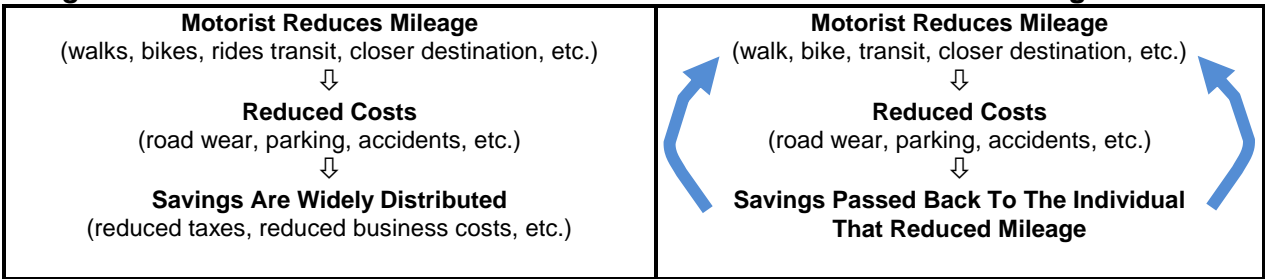 Motorist Reduces Mileage
(walks, bikes, rides transit, closer destination, etc.)
⇩
Reduced Costs
(road wear, parking, accidents, etc.)
⇩
Savings Are Widely Distributed
(reduced taxes, reduced business costs, etc.)
Motorist Reduces Mileage
(walk, bike, transit, closer destination, etc.)
⇩
Reduced Costs
(road wear, parking, accidents, etc.)
⇩
Savings Passed Back To The Individual
That Reduced Mileage